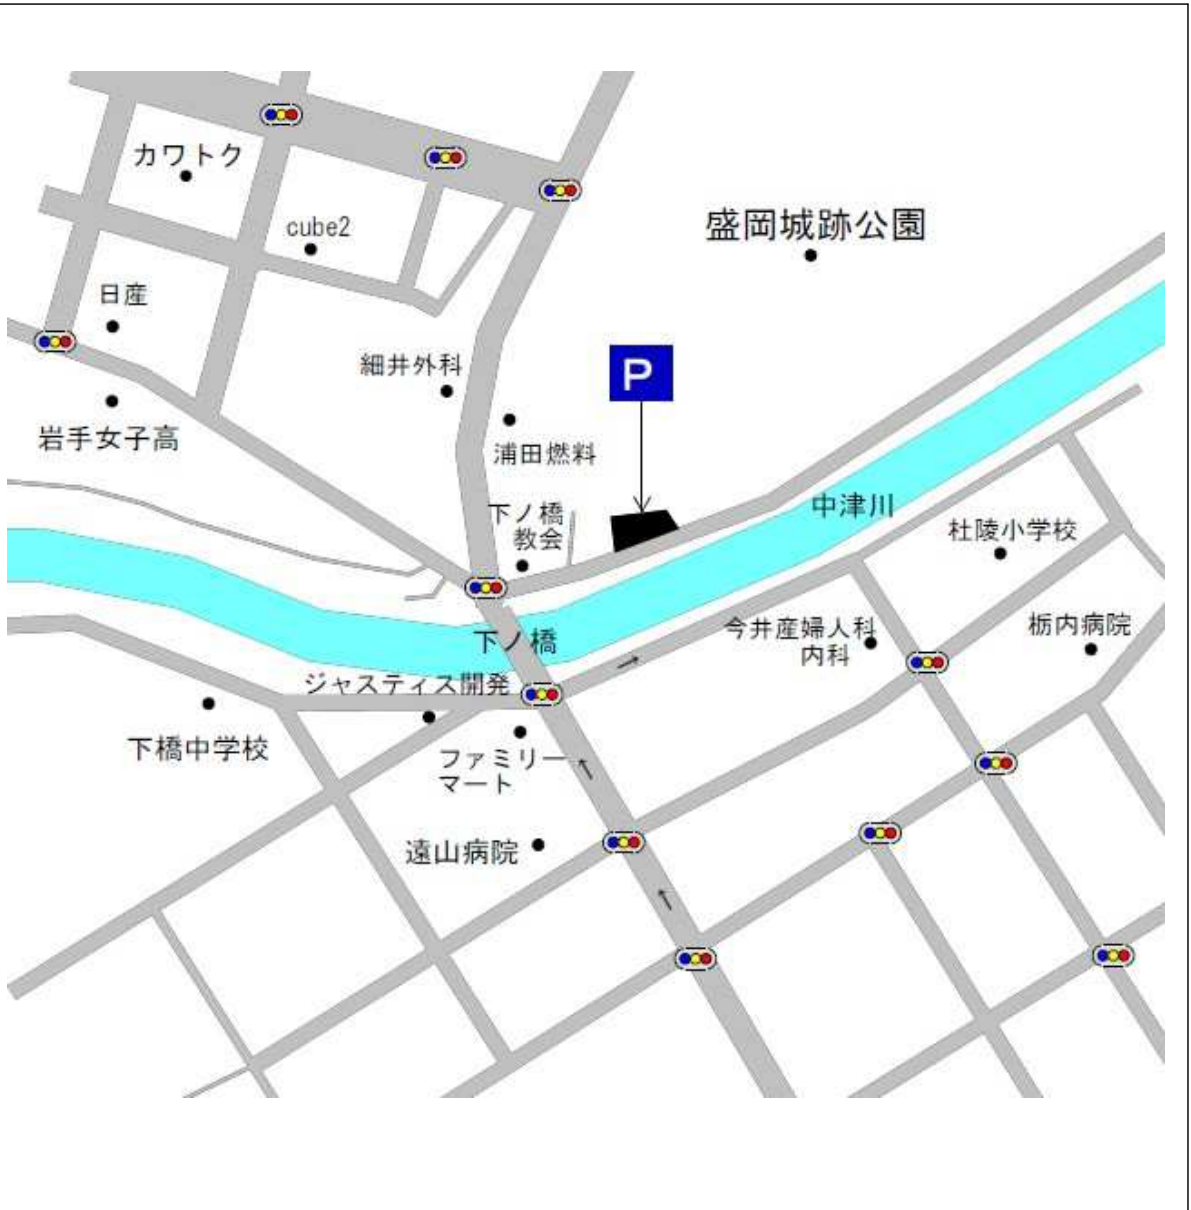 カワトク
cube2
盛岡城跡公園
日産
細井外科
P
岩手女子高
浦田燃料
下ノ橋
教会
中津川
杜陵小学校
下ノ橋
今井産婦人科
内科
栃内病院
ジャスティス開発
下橋中学校
ファミリー
マート
遠山病院